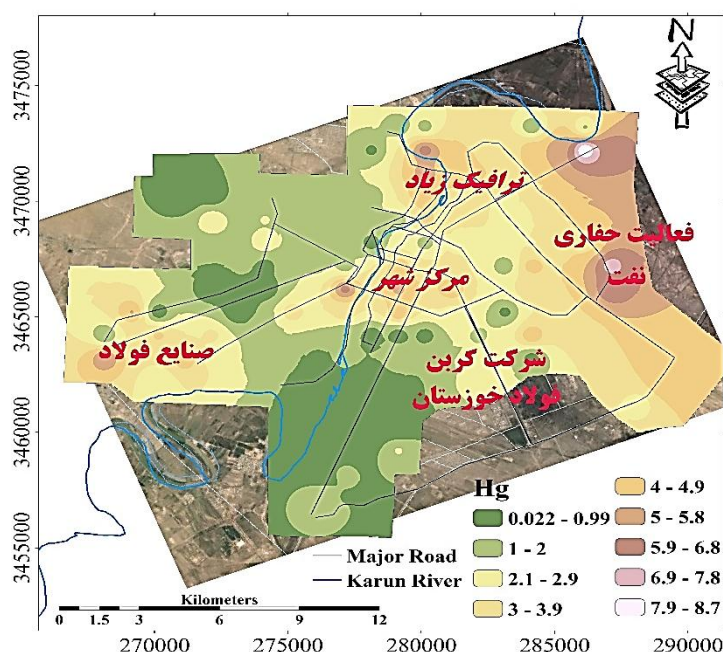 N
3475000
3470000
3465000
3460000
3455000
ترافیک زیاد
فعالیت حفاری
نفت
مرکز شهر
صنایع فولاد
شرکت کربن
فولاد خوزستان
Hg
0.022 - 0.99
1 - 2
2.1 - 2.9
3 - 3.9
4 - 4.9
5 - 5.8
5.9 - 6.8
6.9 - 7.8
7.9 - 8.7
Major Road
Karun River
Kilometers
0 1.5 3 6 9 12
270000 275000 280000 285000 290000